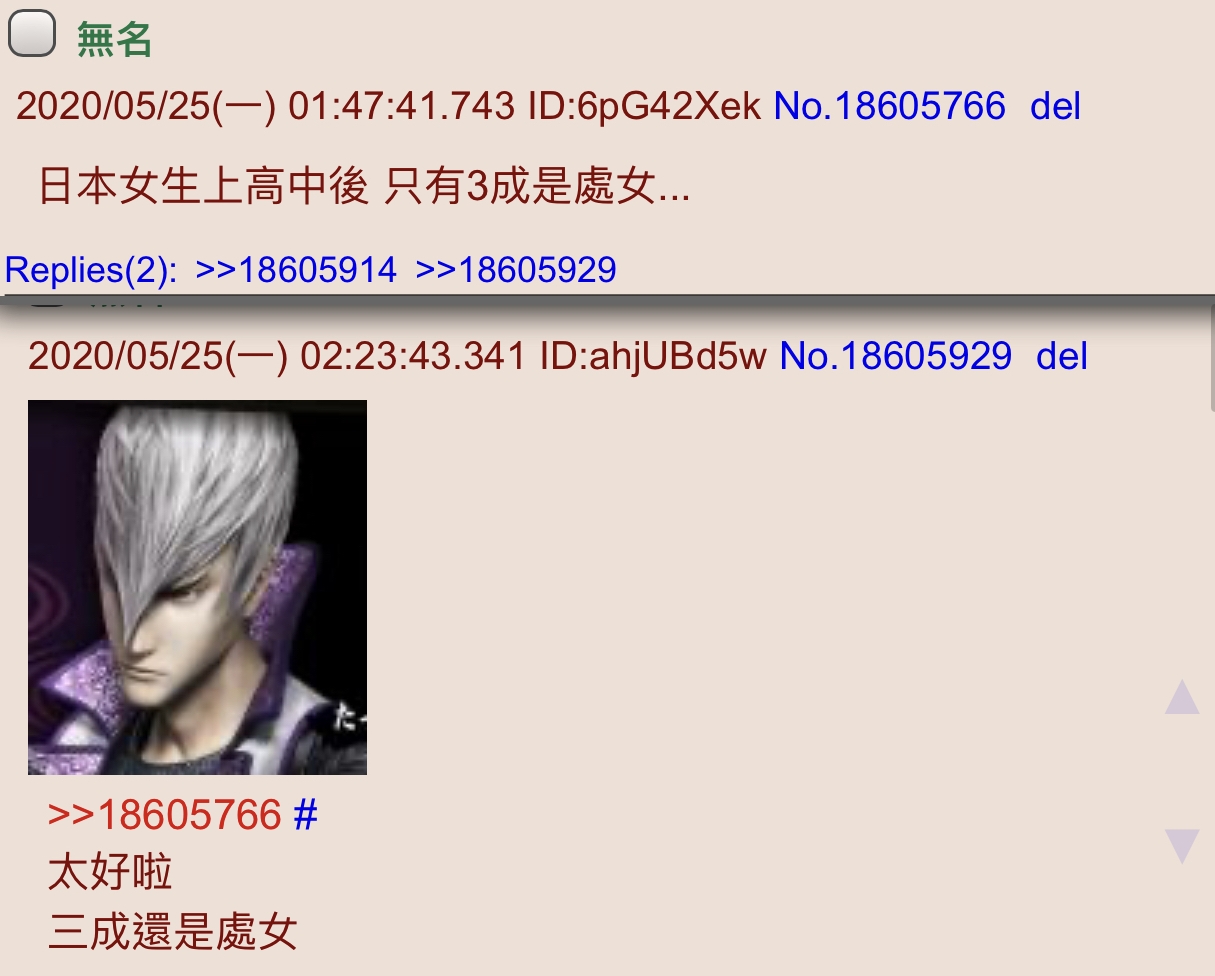 無名
2020/05/25(一) 01:47:41.743 ID:6pG42Xek No.18605766 del
日本女生上高中後 只有3成是處女...
Replies(2): >>18605914 >>18605929
2020/05/25(一) 02:23:43.341 ID:ahjUBd5w No.18605929 del
>>18605766 #
太好啦
三成還是處女